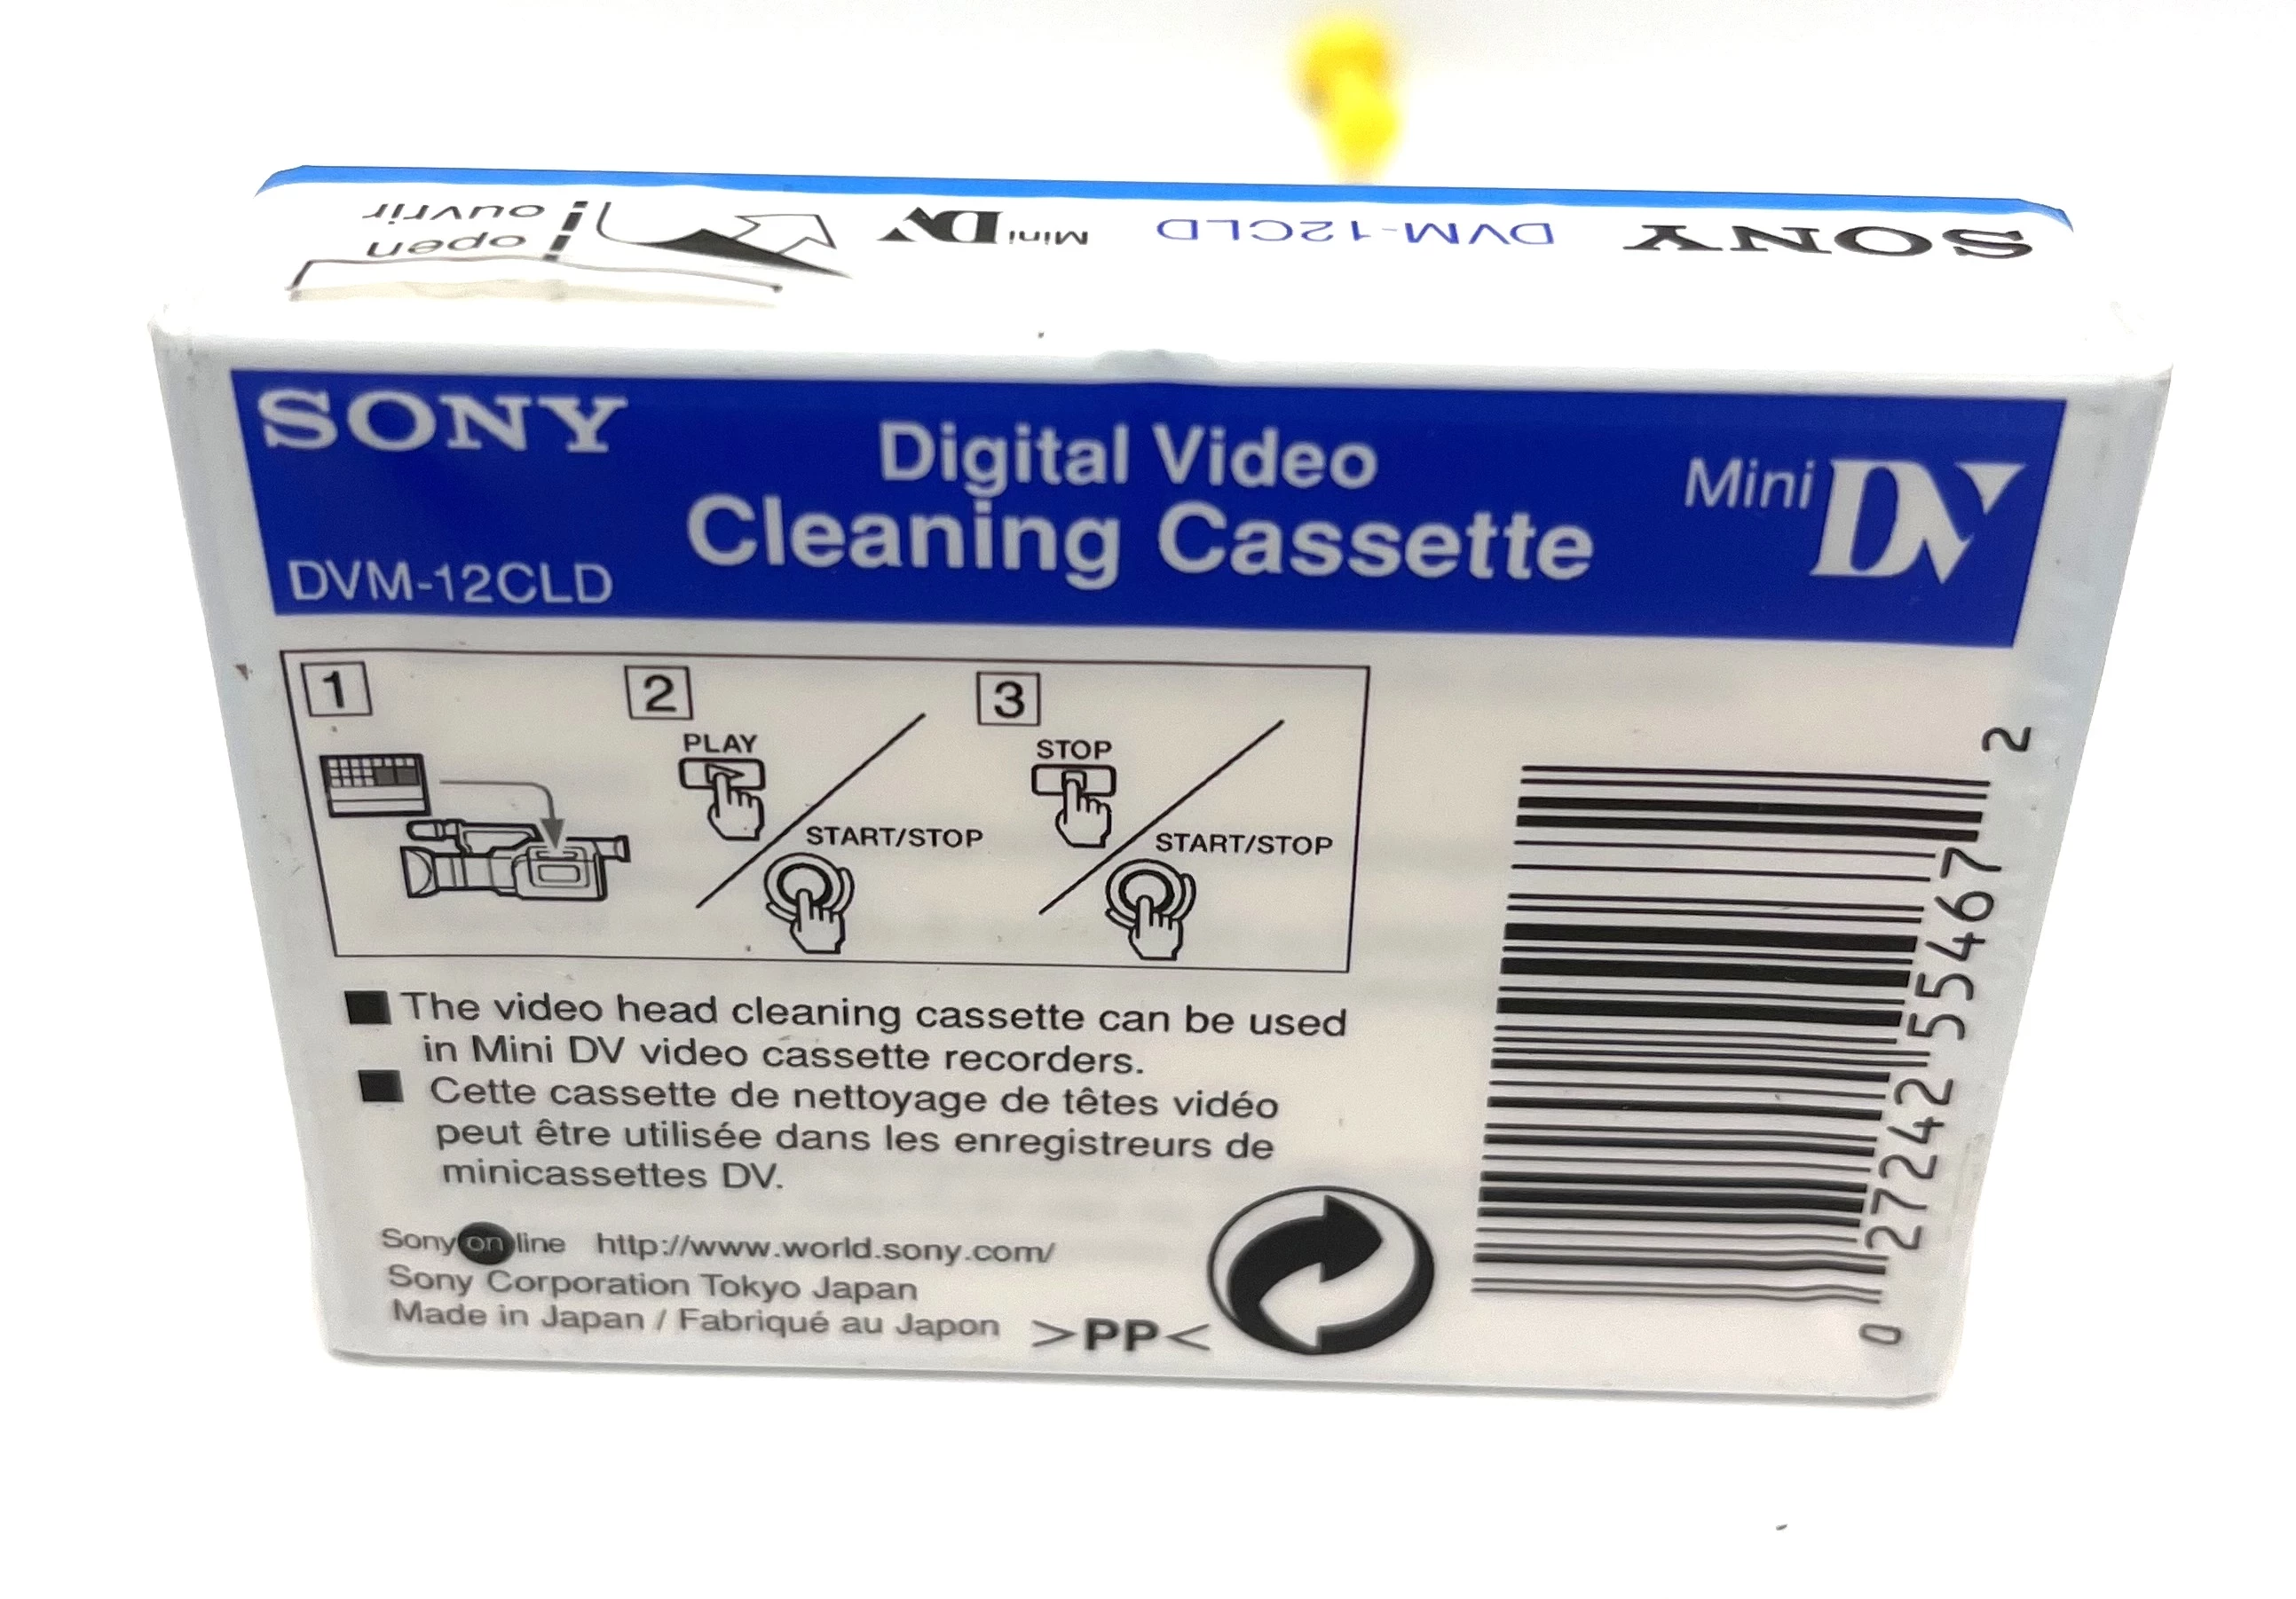 open
ouvrir
SONY DVM-12CLD Mini DV
SONY
Digital Video
Cleaning Cassette
Mini DV
DVM-12CLD
1
2
PLAY
START/STOP
3
STOP
START/STOP
The video head cleaning cassette can be used
in Mini DV video cassette recorders.
Cette cassette de nettoyage de têtes vidéo
peut être utilisée dans les enregistreurs de
minicassettes DV.
Sony on line http://www.world.sony.com/
Sony Corporation Tokyo Japan
Made in Japan / Fabriqué au Japon
>PP<
0 27242 55467 2